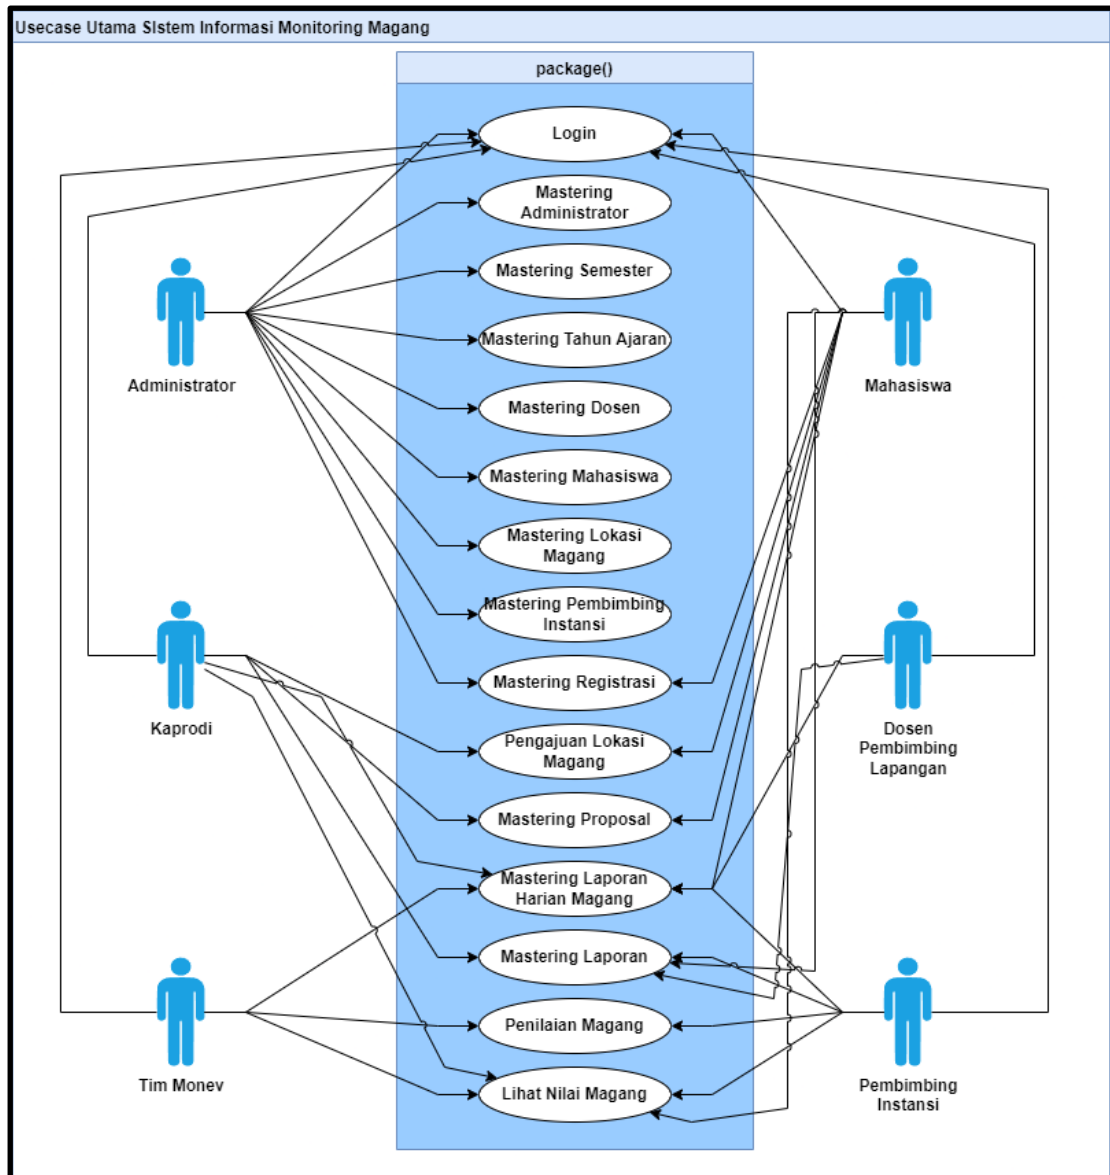 Usecase Utama SIstem Informasi Monitoring Magang
package()
Login
Mastering
Administrator
Mastering Semester
Mastering Tahun Ajaran
Mastering Dosen
Mastering Mahasiswa
Mastering Lokasi
Magang
Mastering Pembimbing
Instansi
Mastering Registrasi
Pengajuan Lokasi
Magang
Mastering Proposal
Mastering Laporan
Harian Magang
Mastering Laporan
Penilaian Magang
Lihat Nilai Magang
Administrator
Kaprodi
Tim Monev
Mahasiswa
Dosen
Pembimbing
Lapangan
Pembimbing
Instansi